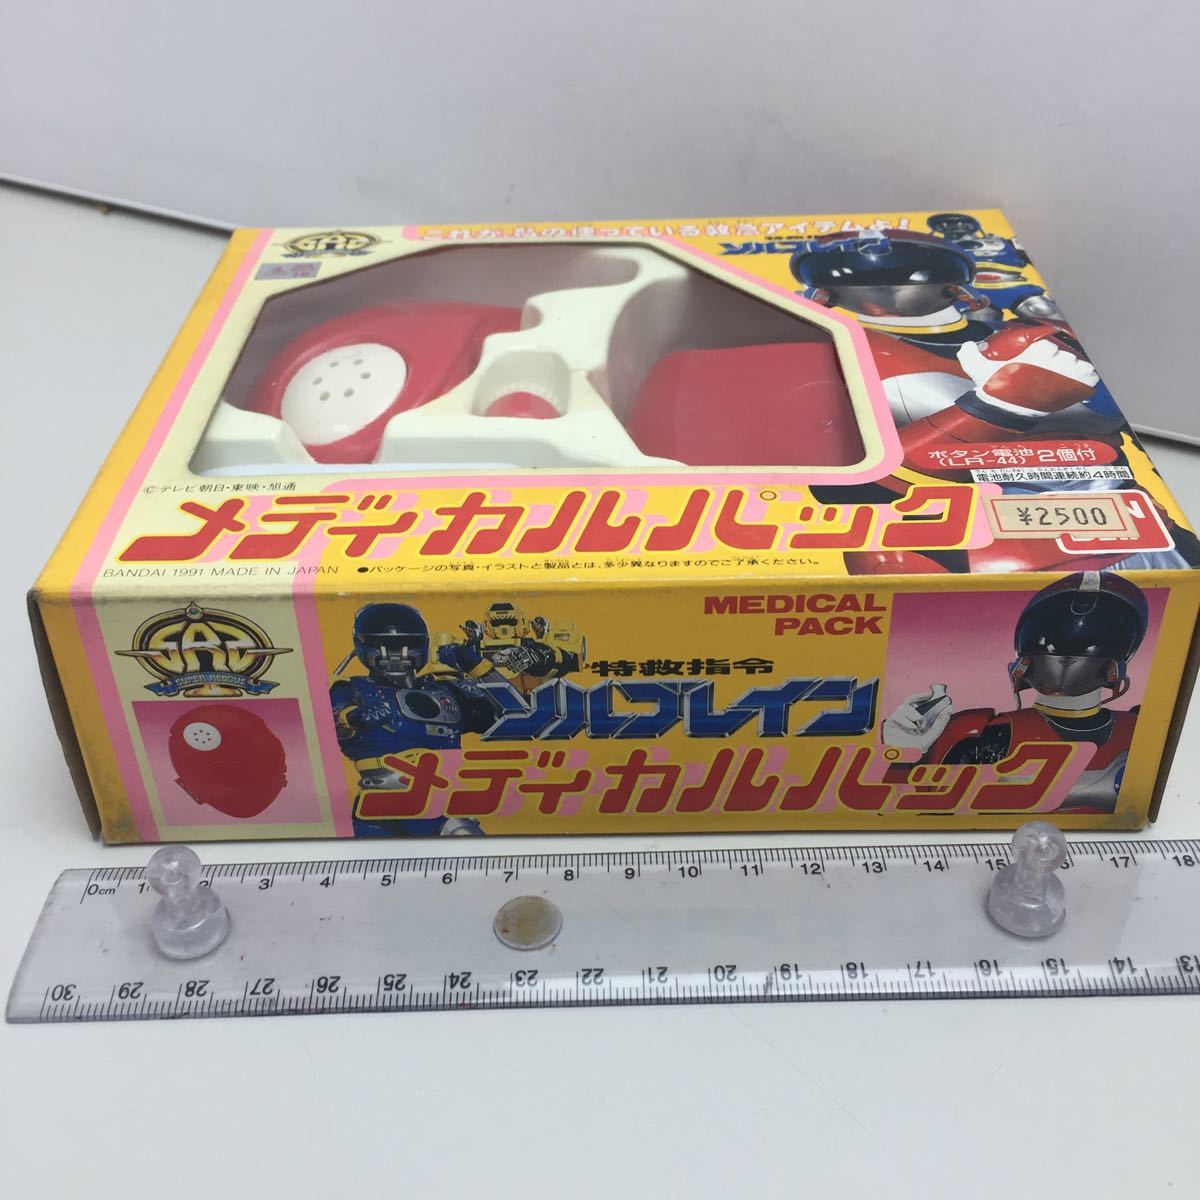 これが、私の使っている救急アイテムよ!
特救指令
ソルブレイン
ボタン電池
(LR-44) 2個付
電池耐久時間連続約4時間
©テレビ朝日・東映・旭通
メディカルパック
¥2500
BANDAI 1991 MADE IN JAPAN
●パッケージの写真・イラストと製品とは、多少異なりますのでご了承ください。
MEDICAL
PACK
SUPER RESCUE
特救指令
ソルブレイン
メディカルパック
0cm 1 2 3 4 5 6 7 8 9 10 11 12 13 14 15 16 17 18
30 29 28 27 26 25 24 23 22 21 20 19 18 17 16 15 14 13